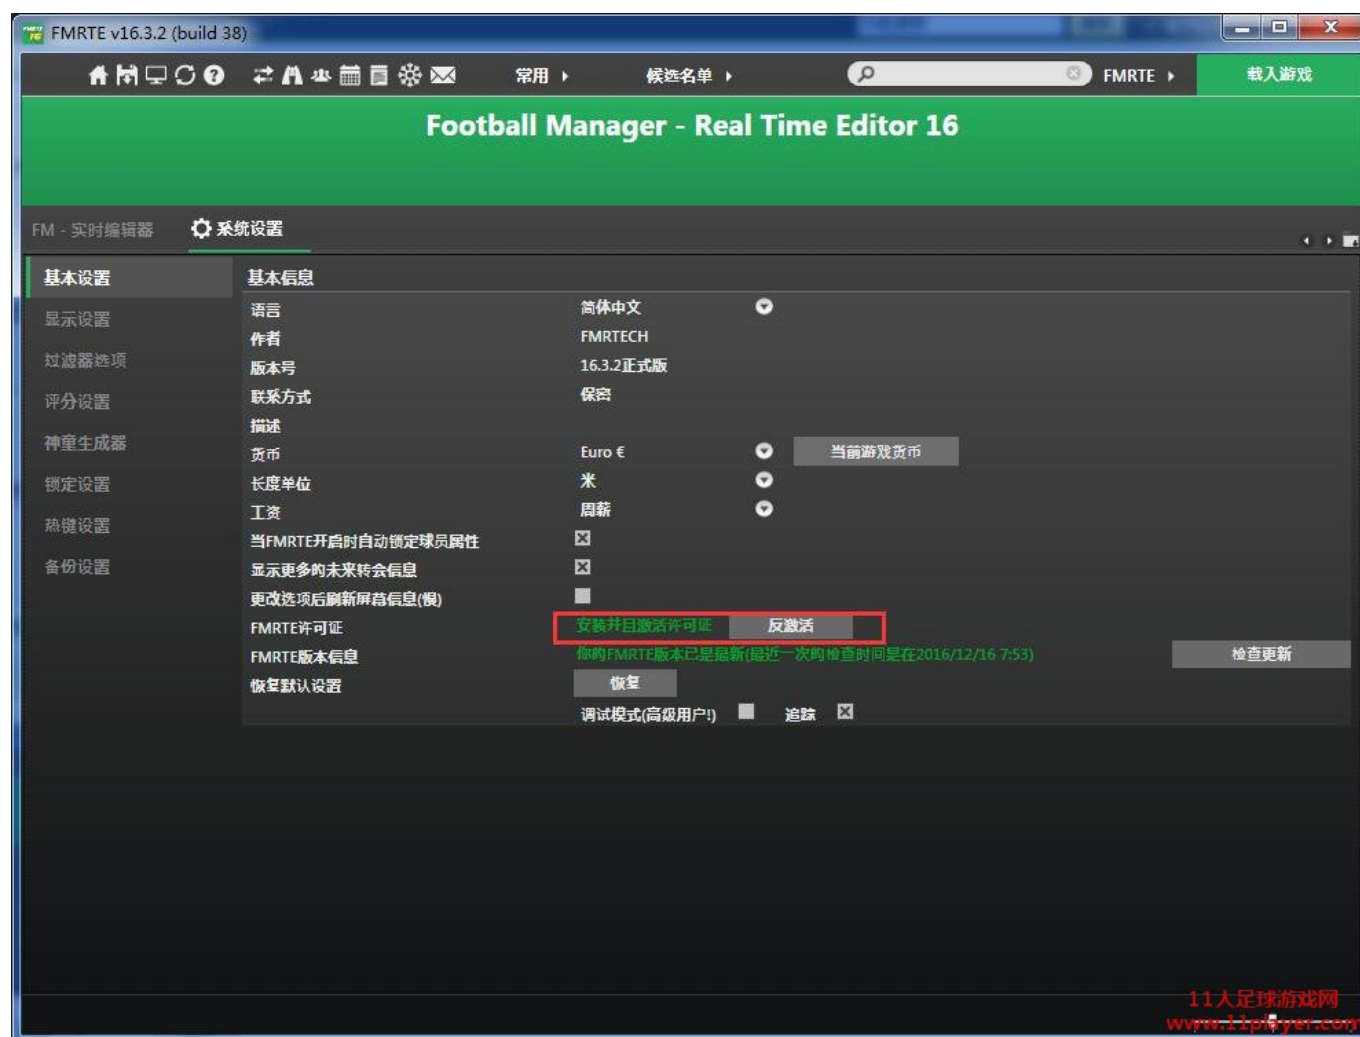 FMRTE v16.3.2 (build 38)
常用 候选名单 FMRTE 载入游戏
Football Manager - Real Time Editor 16
FM - 实时编辑器 系统设置
基本设置
显示设置
过滤器选项
评分设置
神童生成器
锁定设置
热键设置
备份设置
基本信息
语言 简体中文
作者 FMRTECH
版本号 16.3.2正式版
联系方式 保密
描述
货币 Euro € 当前游戏货币
长度单位 米
工资 周薪
当FMRTE开启时自动锁定球员属性
显示更多的未来转会信息
更改选项后刷新屏幕信息(慢)
FMRTE许可证 安装并且激活许可证 反激活
FMRTE版本信息 你的FMRTE版本已是最新(最近一次的检查时间是在2016/12/16 7:53) 检查更新
恢复默认设置 恢复
调试模式(高级用户!) 追踪
11人足球游戏网
www.11player.com